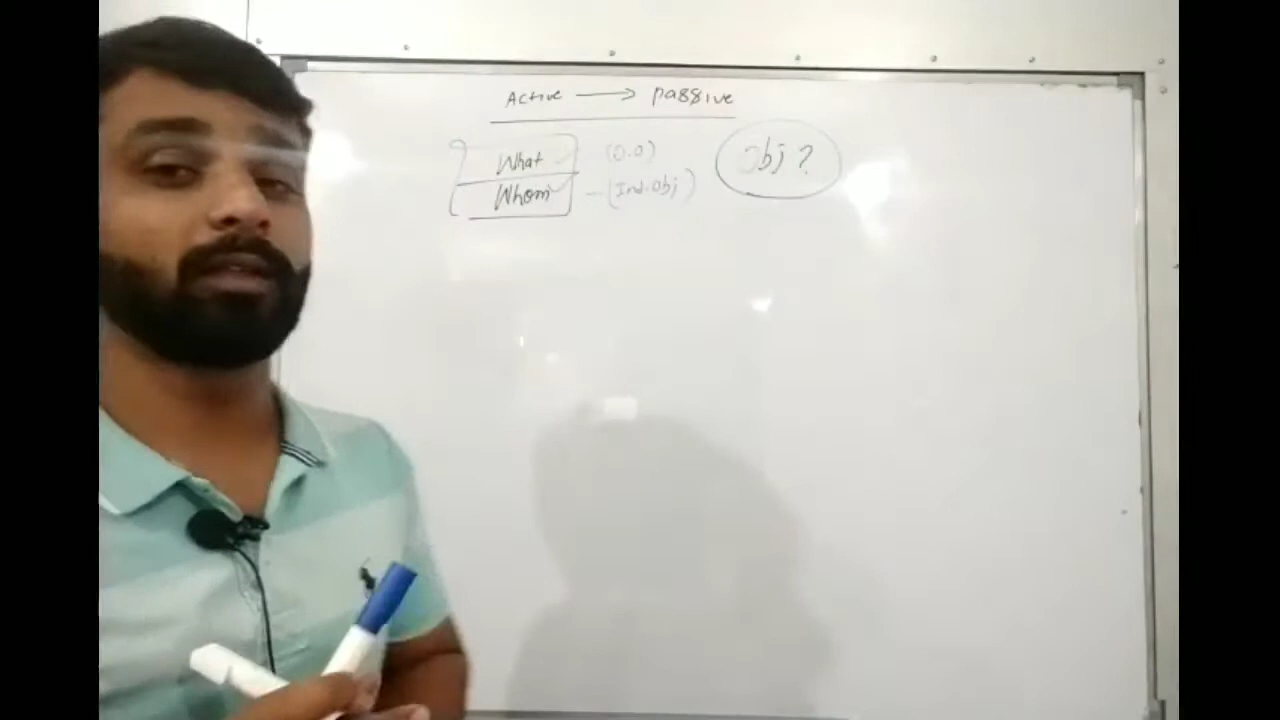 Active → Passive
What (D.O)
Whom - (Ind.Obj)
Obj ?